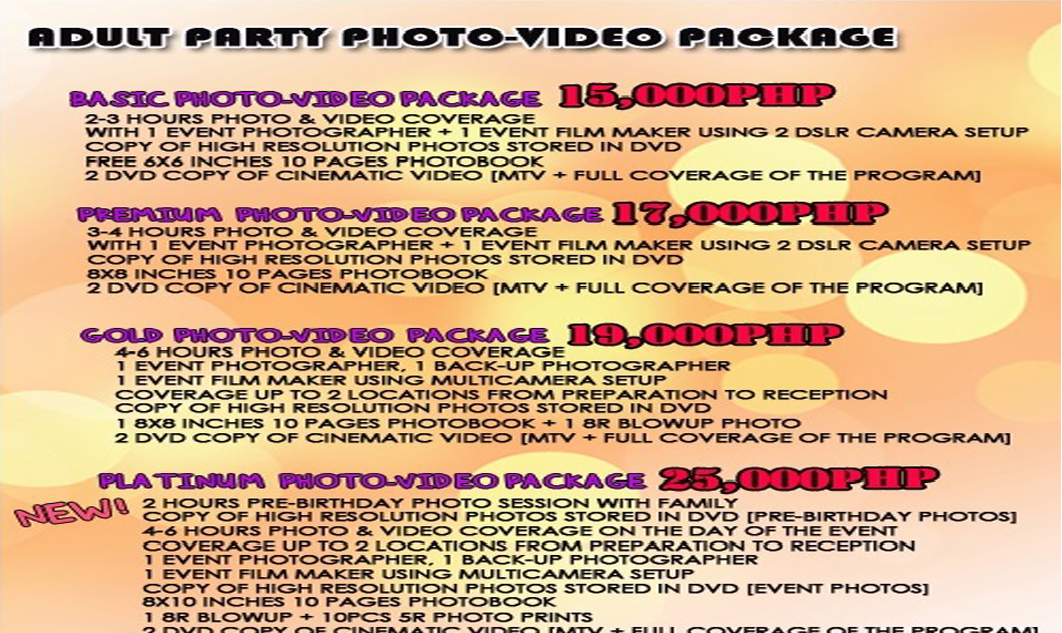 ADULT PARTY PHOTO-VIDEO PACKAGE
BASIC PHOTO-VIDEO PACKAGE 15,000PHP
2-3 HOURS PHOTO & VIDEO COVERAGE
WITH 1 EVENT PHOTOGRAPHER + 1 EVENT FILM MAKER USING 2 DSLR CAMERA SETUP
COPY OF HIGH RESOLUTION PHOTOS STORED IN DVD
FREE 6X6 INCHES 10 PAGES PHOTOBOOK
2 DVD COPY OF CINEMATIC VIDEO [MTV + FULL COVERAGE OF THE PROGRAM]
PREMIUM PHOTO-VIDEO PACKAGE 17,000PHP
3-4 HOURS PHOTO & VIDEO COVERAGE
WITH 1 EVENT PHOTOGRAPHER + 1 EVENT FILM MAKER USING 2 DSLR CAMERA SETUP
COPY OF HIGH RESOLUTION PHOTOS STORED IN DVD
8X8 INCHES 10 PAGES PHOTOBOOK
2 DVD COPY OF CINEMATIC VIDEO [MTV + FULL COVERAGE OF THE PROGRAM]
GOLD PHOTO-VIDEO PACKAGE 19,000PHP
4-6 HOURS PHOTO & VIDEO COVERAGE
1 EVENT PHOTOGRAPHER, 1 BACK-UP PHOTOGRAPHER
1 EVENT FILM MAKER USING MULTICAMERA SETUP
COVERAGE UP TO 2 LOCATIONS FROM PREPARATION TO RECEPTION
COPY OF HIGH RESOLUTION PHOTOS STORED IN DVD
1 8X8 INCHES 10 PAGES PHOTOBOOK + 1 8R BLOWUP PHOTO
2 DVD COPY OF CINEMATIC VIDEO [MTV + FULL COVERAGE OF THE PROGRAM]
PLATINUM PHOTO-VIDEO PACKAGE 25,000PHP
NEW!
2 HOURS PRE-BIRTHDAY PHOTO SESSION WITH FAMILY
COPY OF HIGH RESOLUTION PHOTOS STORED IN DVD [PRE-BIRTHDAY PHOTOS]
4-6 HOURS PHOTO & VIDEO COVERAGE ON THE DAY OF THE EVENT
COVERAGE UP TO 2 LOCATIONS FROM PREPARATION TO RECEPTION
1 EVENT PHOTOGRAPHER, 1 BACK-UP PHOTOGRAPHER
1 EVENT FILM MAKER USING MULTICAMERA SETUP
COPY OF HIGH RESOLUTION PHOTOS STORED IN DVD [EVENT PHOTOS]
8X10 INCHES 10 PAGES PHOTOBOOK
1 8R BLOWUP + 10PCS 5R PHOTO PRINTS
2 DVD COPY OF CINEMATIC VIDEO [MTV + FULL COVERAGE OF THE PROGRAM]